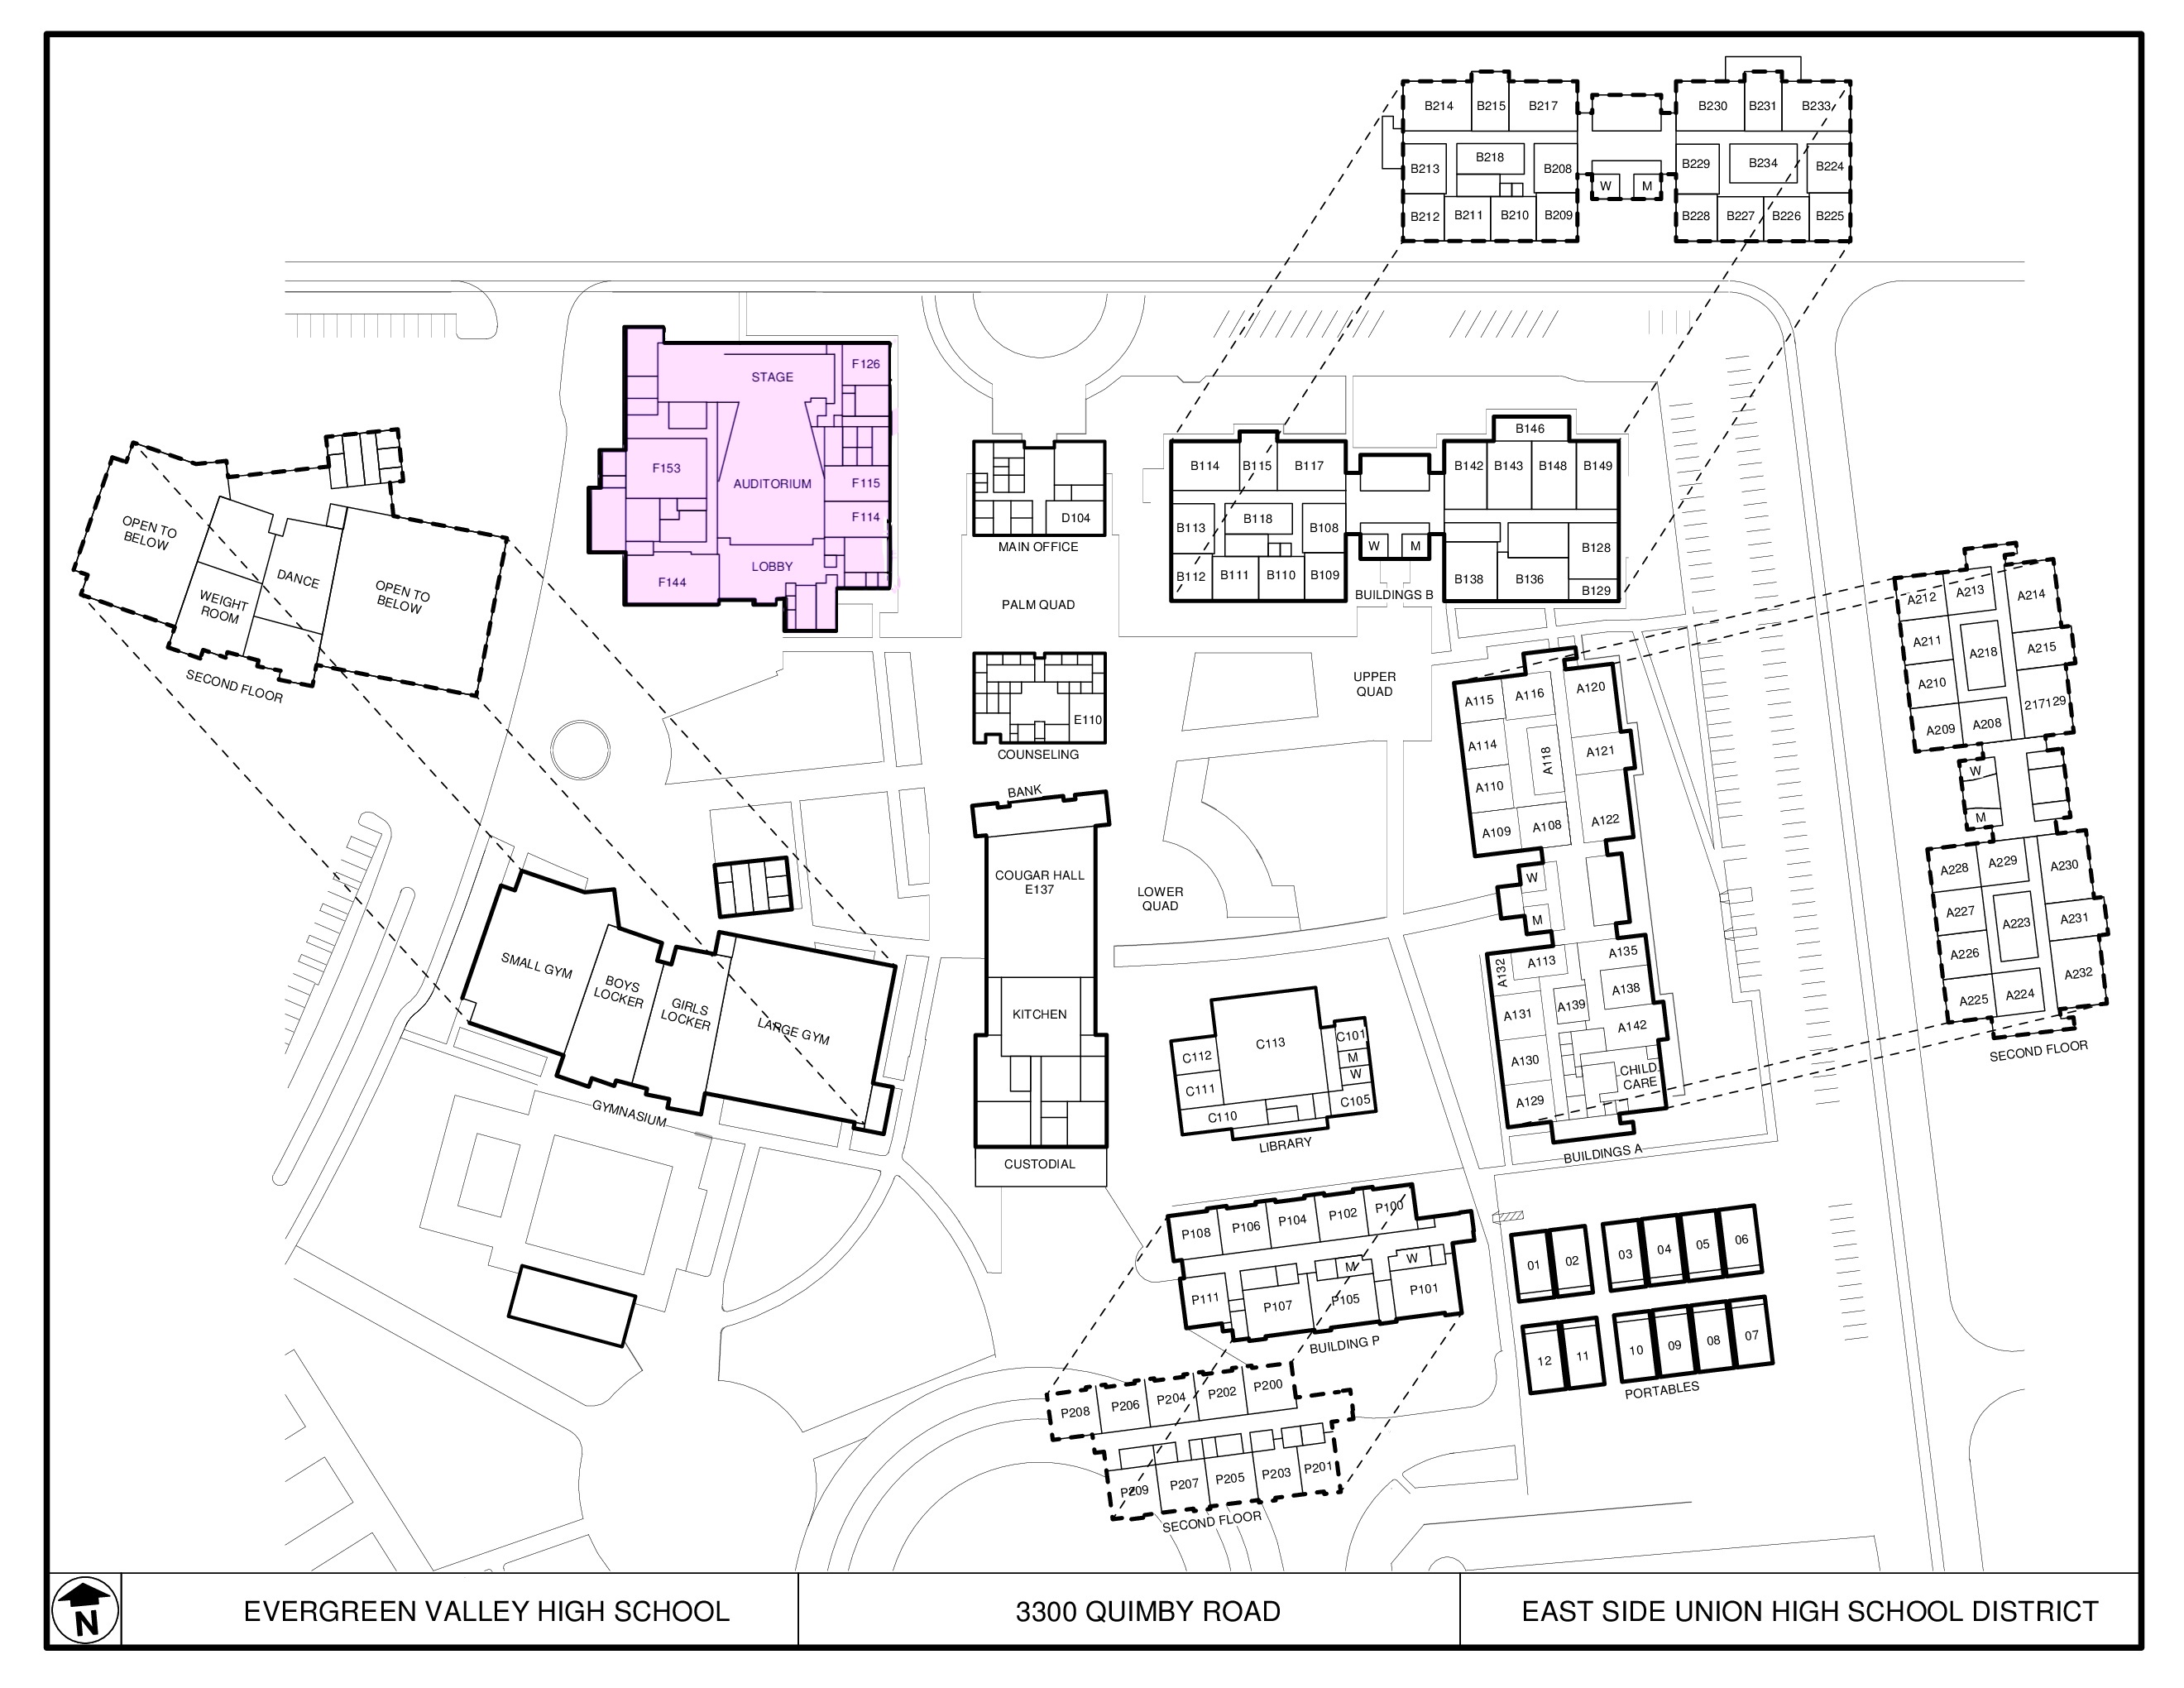 B214
B215
B217
B230
B231
B233
B213
B218
B208
B229
B234
B224
W
M
B212
B211
B210
B209
B228
B227
B226
B225
STAGE
F126
F153
AUDITORIUM
F115
F114
LOBBY
F144
D104
MAIN OFFICE
PALM QUAD
B114
B115
B117
B113
B118
B108
B112
B111
B110
B109
W
M
BUILDINGS B
B146
B142
B143
B148
B149
B128
B138
B136
B129
OPEN TO
BELOW
WEIGHT
ROOM
DANCE
OPEN TO
BELOW
SECOND FLOOR
E110
COUNSELING
UPPER
QUAD
A115
A116
A120
A114
A118
A121
A110
A109
A108
A122
W
M
A132
A113
A135
A131
A139
A138
A142
A130
CHILD
CARE
A129
BUILDINGS A
A212
A213
A214
A211
A218
A215
A210
217129
A209
A208
W
M
A228
A229
A230
A227
A223
A231
A226
A232
A225
A224
SECOND FLOOR
BANK
COUGAR HALL
E137
KITCHEN
CUSTODIAL
LOWER
QUAD
SMALL GYM
BOYS
LOCKER
GIRLS
LOCKER
LARGE GYM
GYMNASIUM
C112
C113
C101
M
W
C111
C110
C105
LIBRARY
P108
P106
P104
P102
P100
M
W
P111
P107
P105
P101
BUILDING P
P208
P206
P204
P202
P200
P209
P207
P205
P203
P201
SECOND FLOOR
01
02
03
04
05
06
12
11
10
09
08
07
PORTABLES
N
EVERGREEN VALLEY HIGH SCHOOL
3300 QUIMBY ROAD
EAST SIDE UNION HIGH SCHOOL DISTRICT